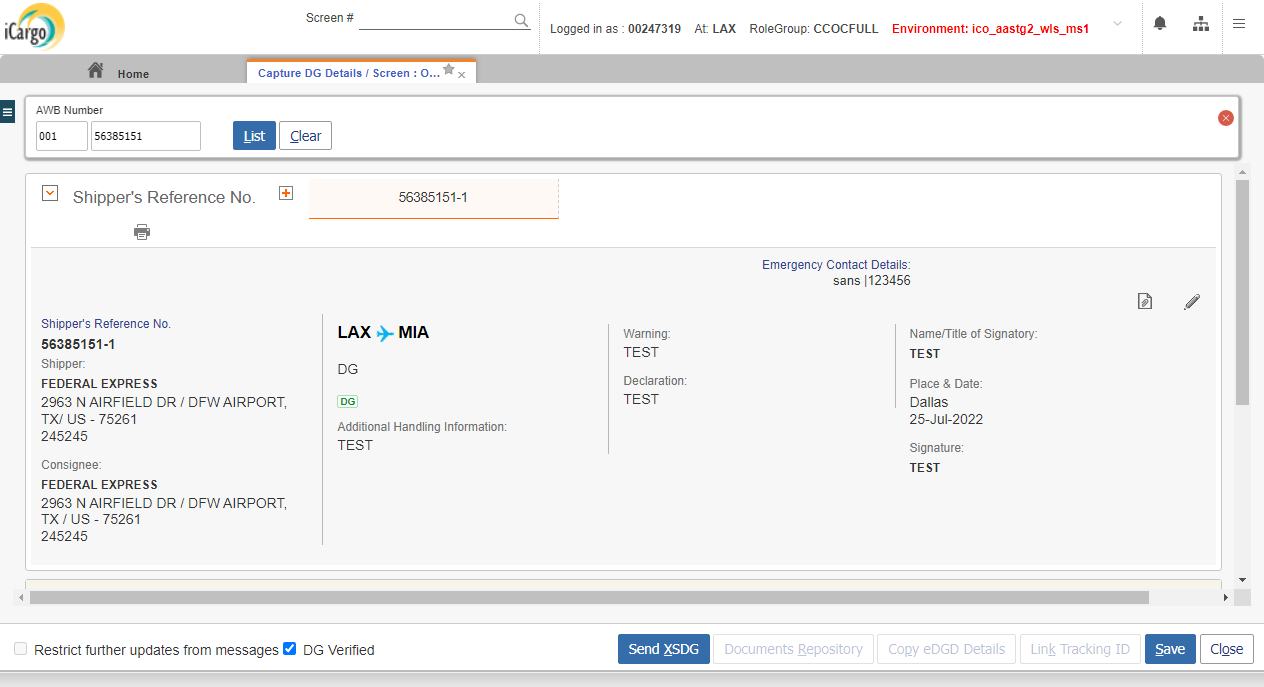 iCargo
Screen #
Logged in as : 00247319 At: LAX RoleGroup: CCOCFULL Environment: ico_aastg2_wls_ms1
Home
Capture DG Details / Screen : O...
AWB Number
001 56385151 List Clear
Shipper's Reference No. 56385151-1
Emergency Contact Details:
sans |123456
Shipper's Reference No.
56385151-1
Shipper:
FEDERAL EXPRESS
2963 N AIRFIELD DR / DFW AIRPORT,
TX/ US - 75261
245245
Consignee:
FEDERAL EXPRESS
2963 N AIRFIELD DR / DFW AIRPORT,
TX / US - 75261
245245
LAX MIA
DG
DG
Additional Handling Information:
TEST
Warning:
TEST
Declaration:
TEST
Name/Title of Signatory:
TEST
Place & Date:
Dallas
25-Jul-2022
Signature:
TEST
Restrict further updates from messages DG Verified
Send XSDG Documents Repository Copy eDGD Details Link Tracking ID Save Close